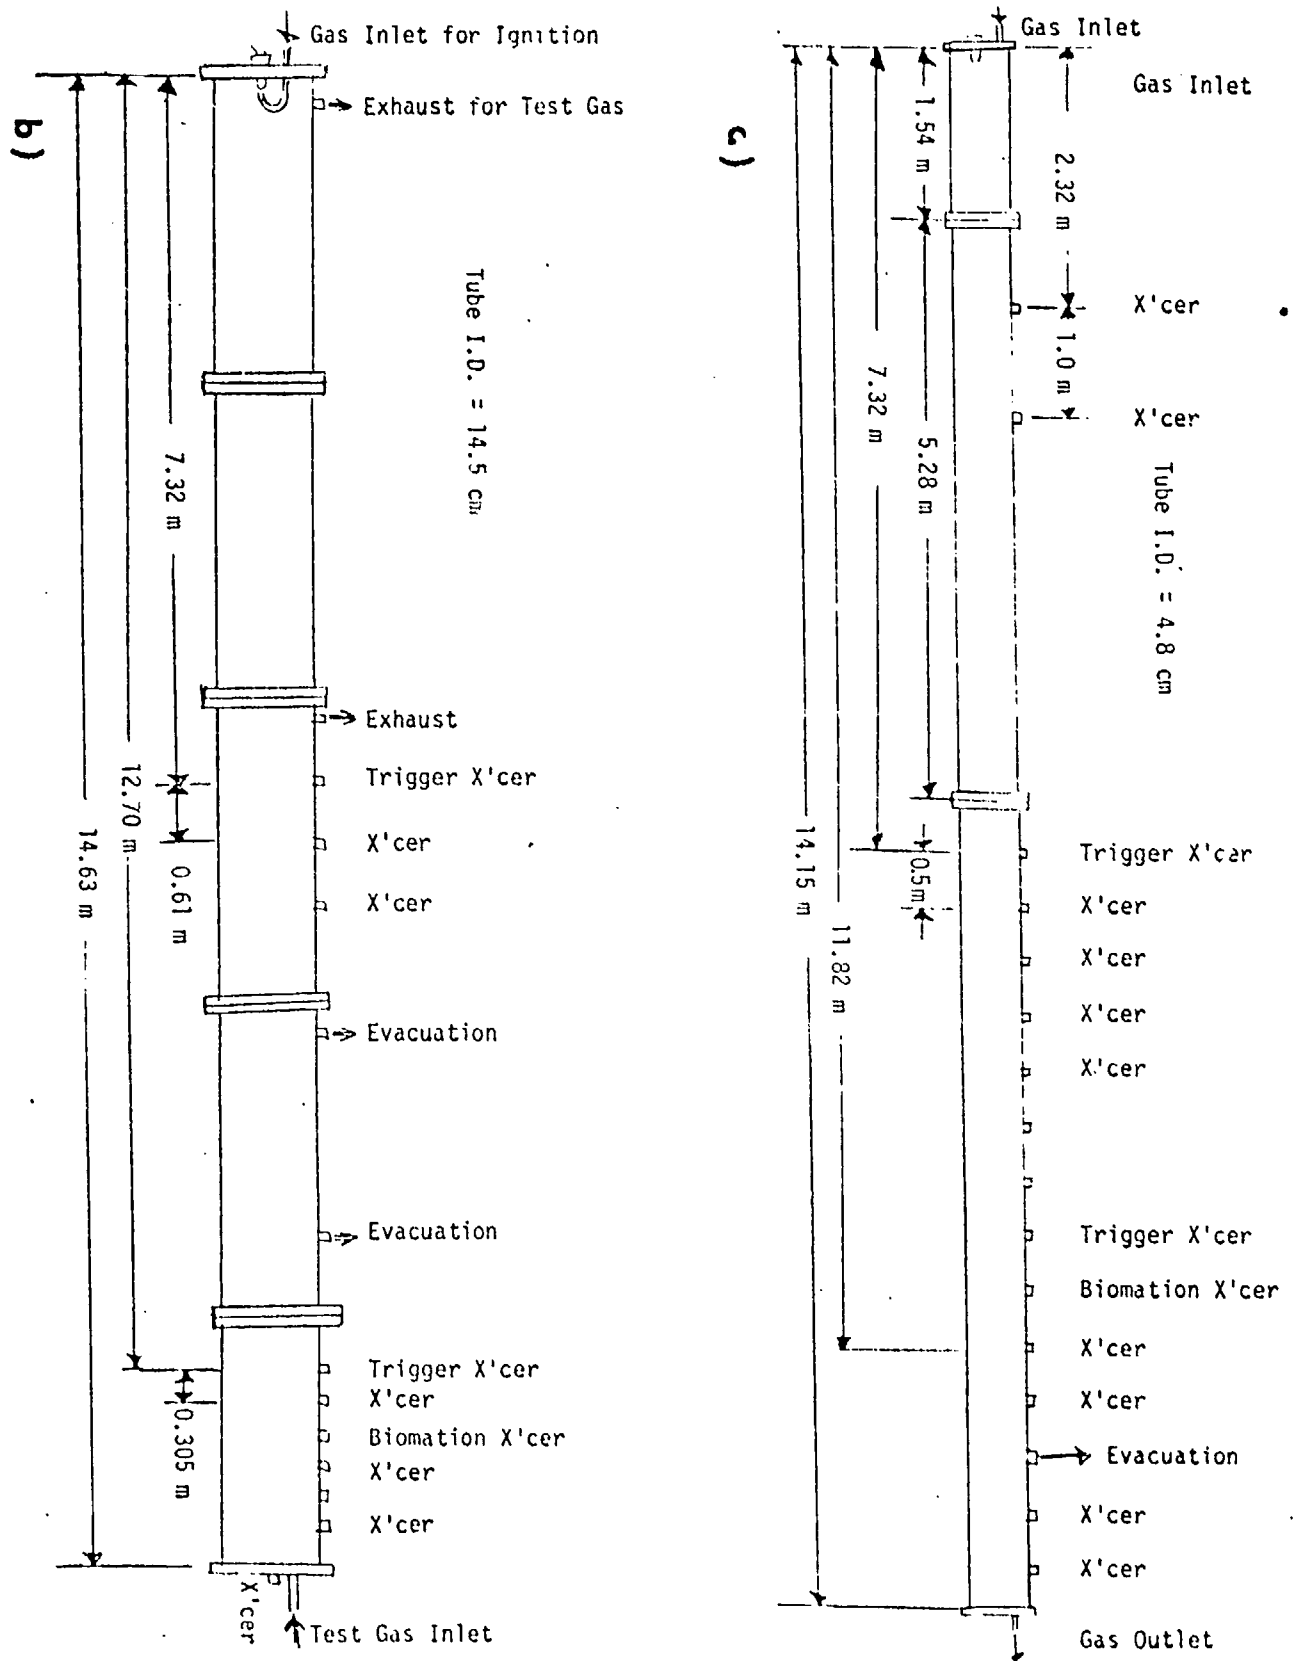 b)
Gas Inlet for Ignition
Exhaust for Test Gas
Tube I.D. = 14.5 cm
7.32 m
Exhaust
Trigger X'cer
X'cer
0.61 m
X'cer
12.70 m
14.63 m
Evacuation
Evacuation
Trigger X'cer
X'cer
0.305 m
Biomation X'cer
X'cer
X'cer
X'cer
Test Gas Inlet
c)
Gas Inlet
Gas Inlet
1.54 m
2.32 m
X'cer
1.0 m
X'cer
7.32 m
5.28 m
Tube I.D. = 4.8 cm
Trigger X'cer
0.5m
X'cer
14.15 m
11.82 m
X'cer
X'cer
X'cer
Trigger X'cer
Biomation X'cer
X'cer
X'cer
Evacuation
X'cer
X'cer
Gas Outlet